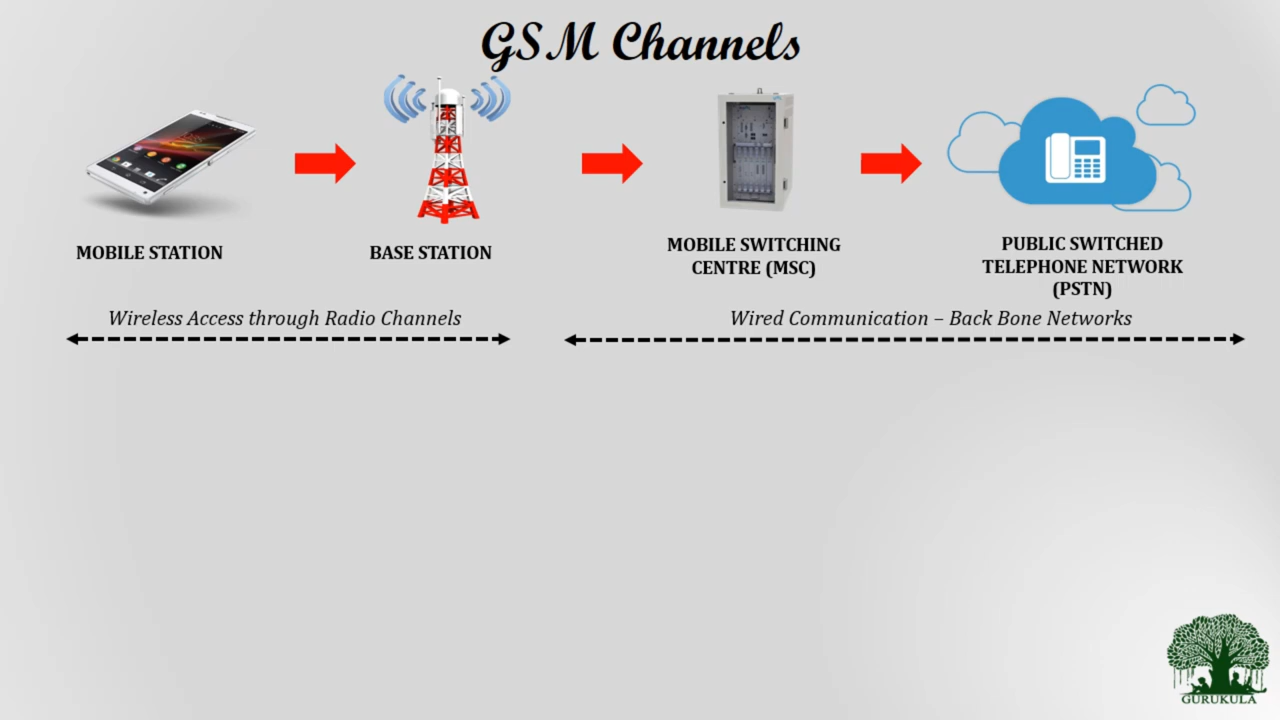 GSM Channels
MOBILE STATION
BASE STATION
MOBILE SWITCHING
CENTRE (MSC)
PUBLIC SWITCHED
TELEPHONE NETWORK
(PSTN)
Wireless Access through Radio Channels
Wired Communication – Back Bone Networks
GURUKULA